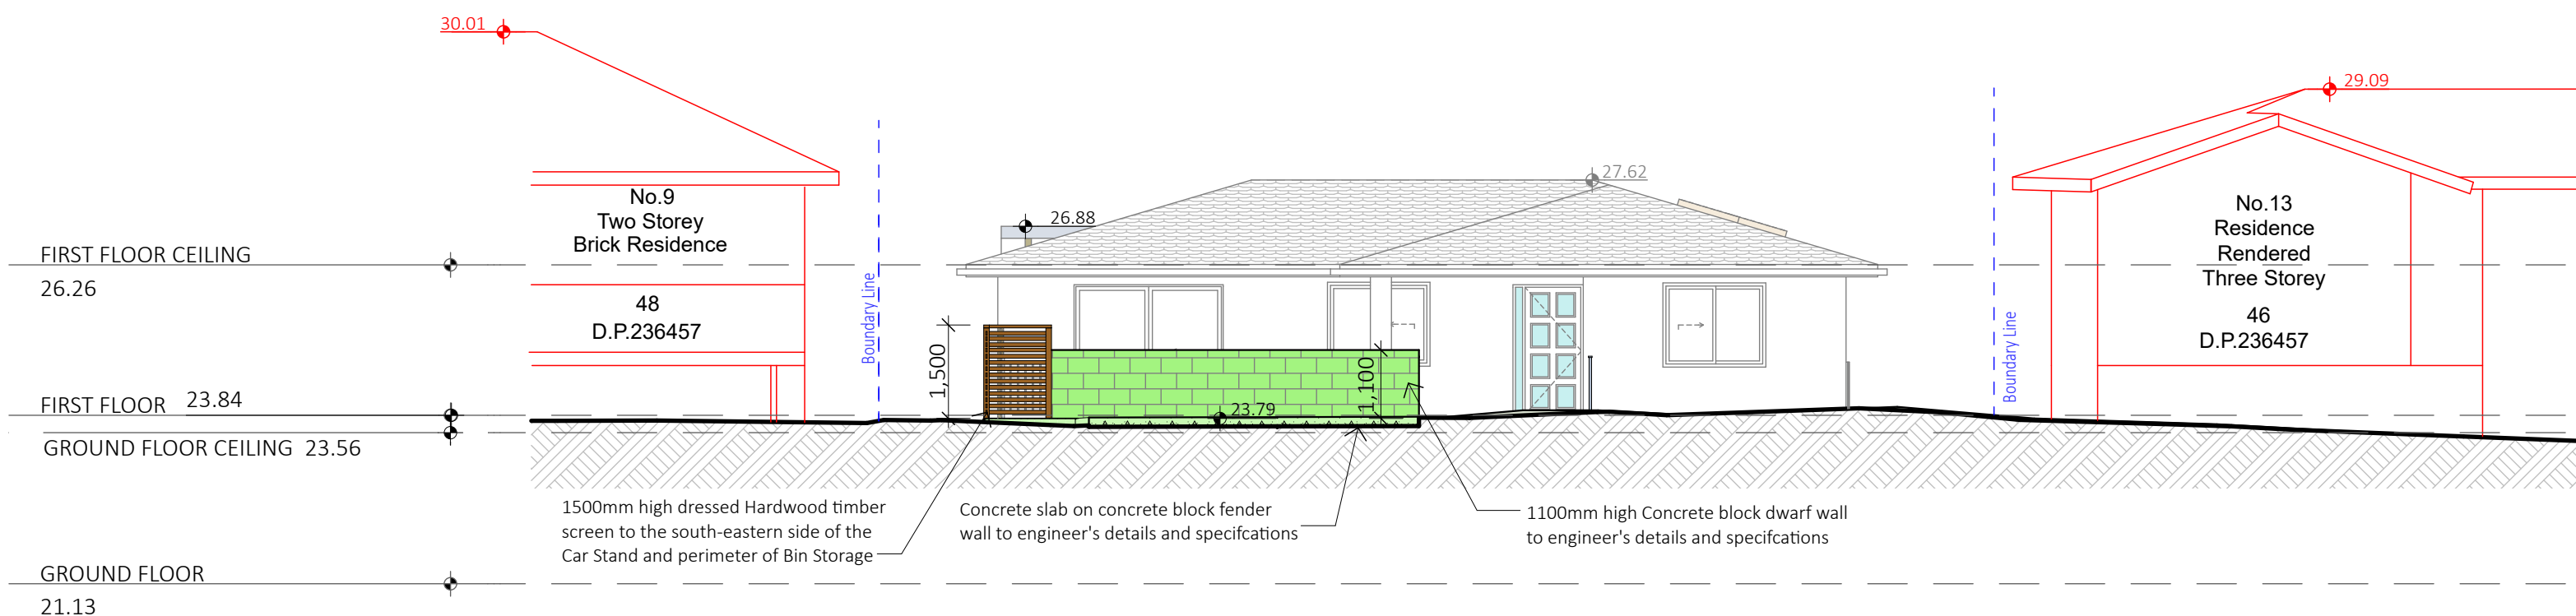 30.01
29.09
27.62
26.88
No.9
Two Storey
Brick Residence
48
D.P.236457
No.13
Residence
Rendered
Three Storey
46
D.P.236457
FIRST FLOOR CEILING
26.26
Boundary Line
Boundary Line
1,500
1,100
FIRST FLOOR 23.84
23.79
GROUND FLOOR CEILING 23.56
1500mm high dressed Hardwood timber
screen to the south-eastern side of the
Car Stand and perimeter of Bin Storage
Concrete slab on concrete block fender
wall to engineer's details and specifcations
1100mm high Concrete block dwarf wall
to engineer's details and specifcations
GROUND FLOOR
21.13